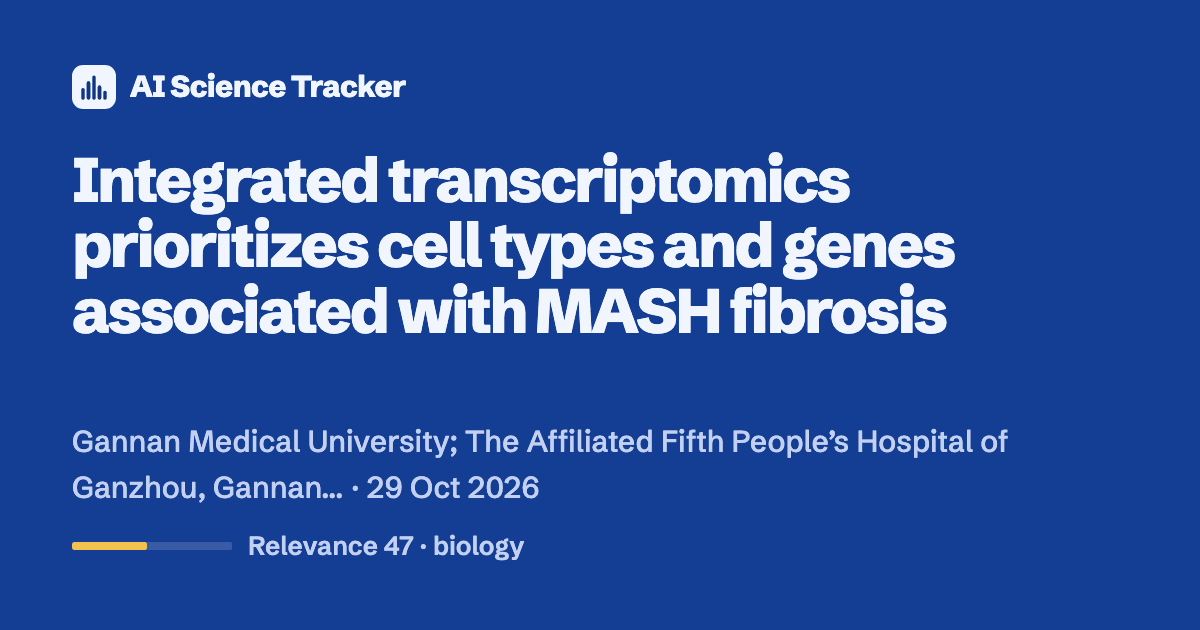 AI Science Tracker
Integrated transcriptomics
prioritizes cell types and genes
associated with MASH fibrosis
Gannan Medical University; The Affiliated Fifth People’s Hospital of
Ganzhou, Gannan... · 29 Oct 2026
Relevance 47 · biology